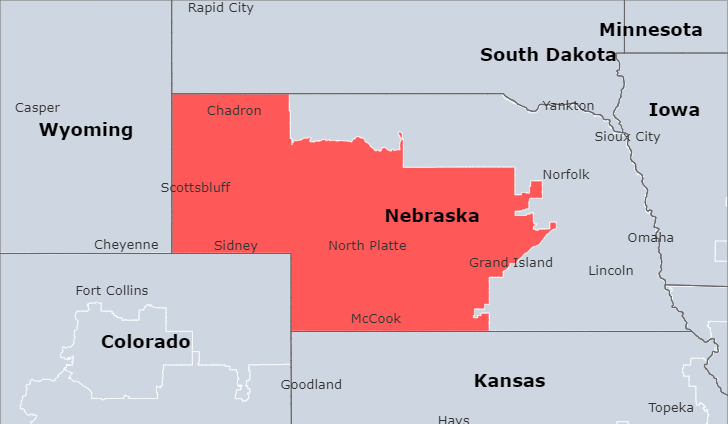 Rapid City
Minnesota
South Dakota
Casper
Chadron
Yankton
Iowa
Wyoming
Sioux City
Scottsbluff
Norfolk
Nebraska
Omaha
Cheyenne
Sidney
North Platte
Grand Island
Lincoln
Fort Collins
McCook
Colorado
Goodland
Kansas
Topeka
Hays